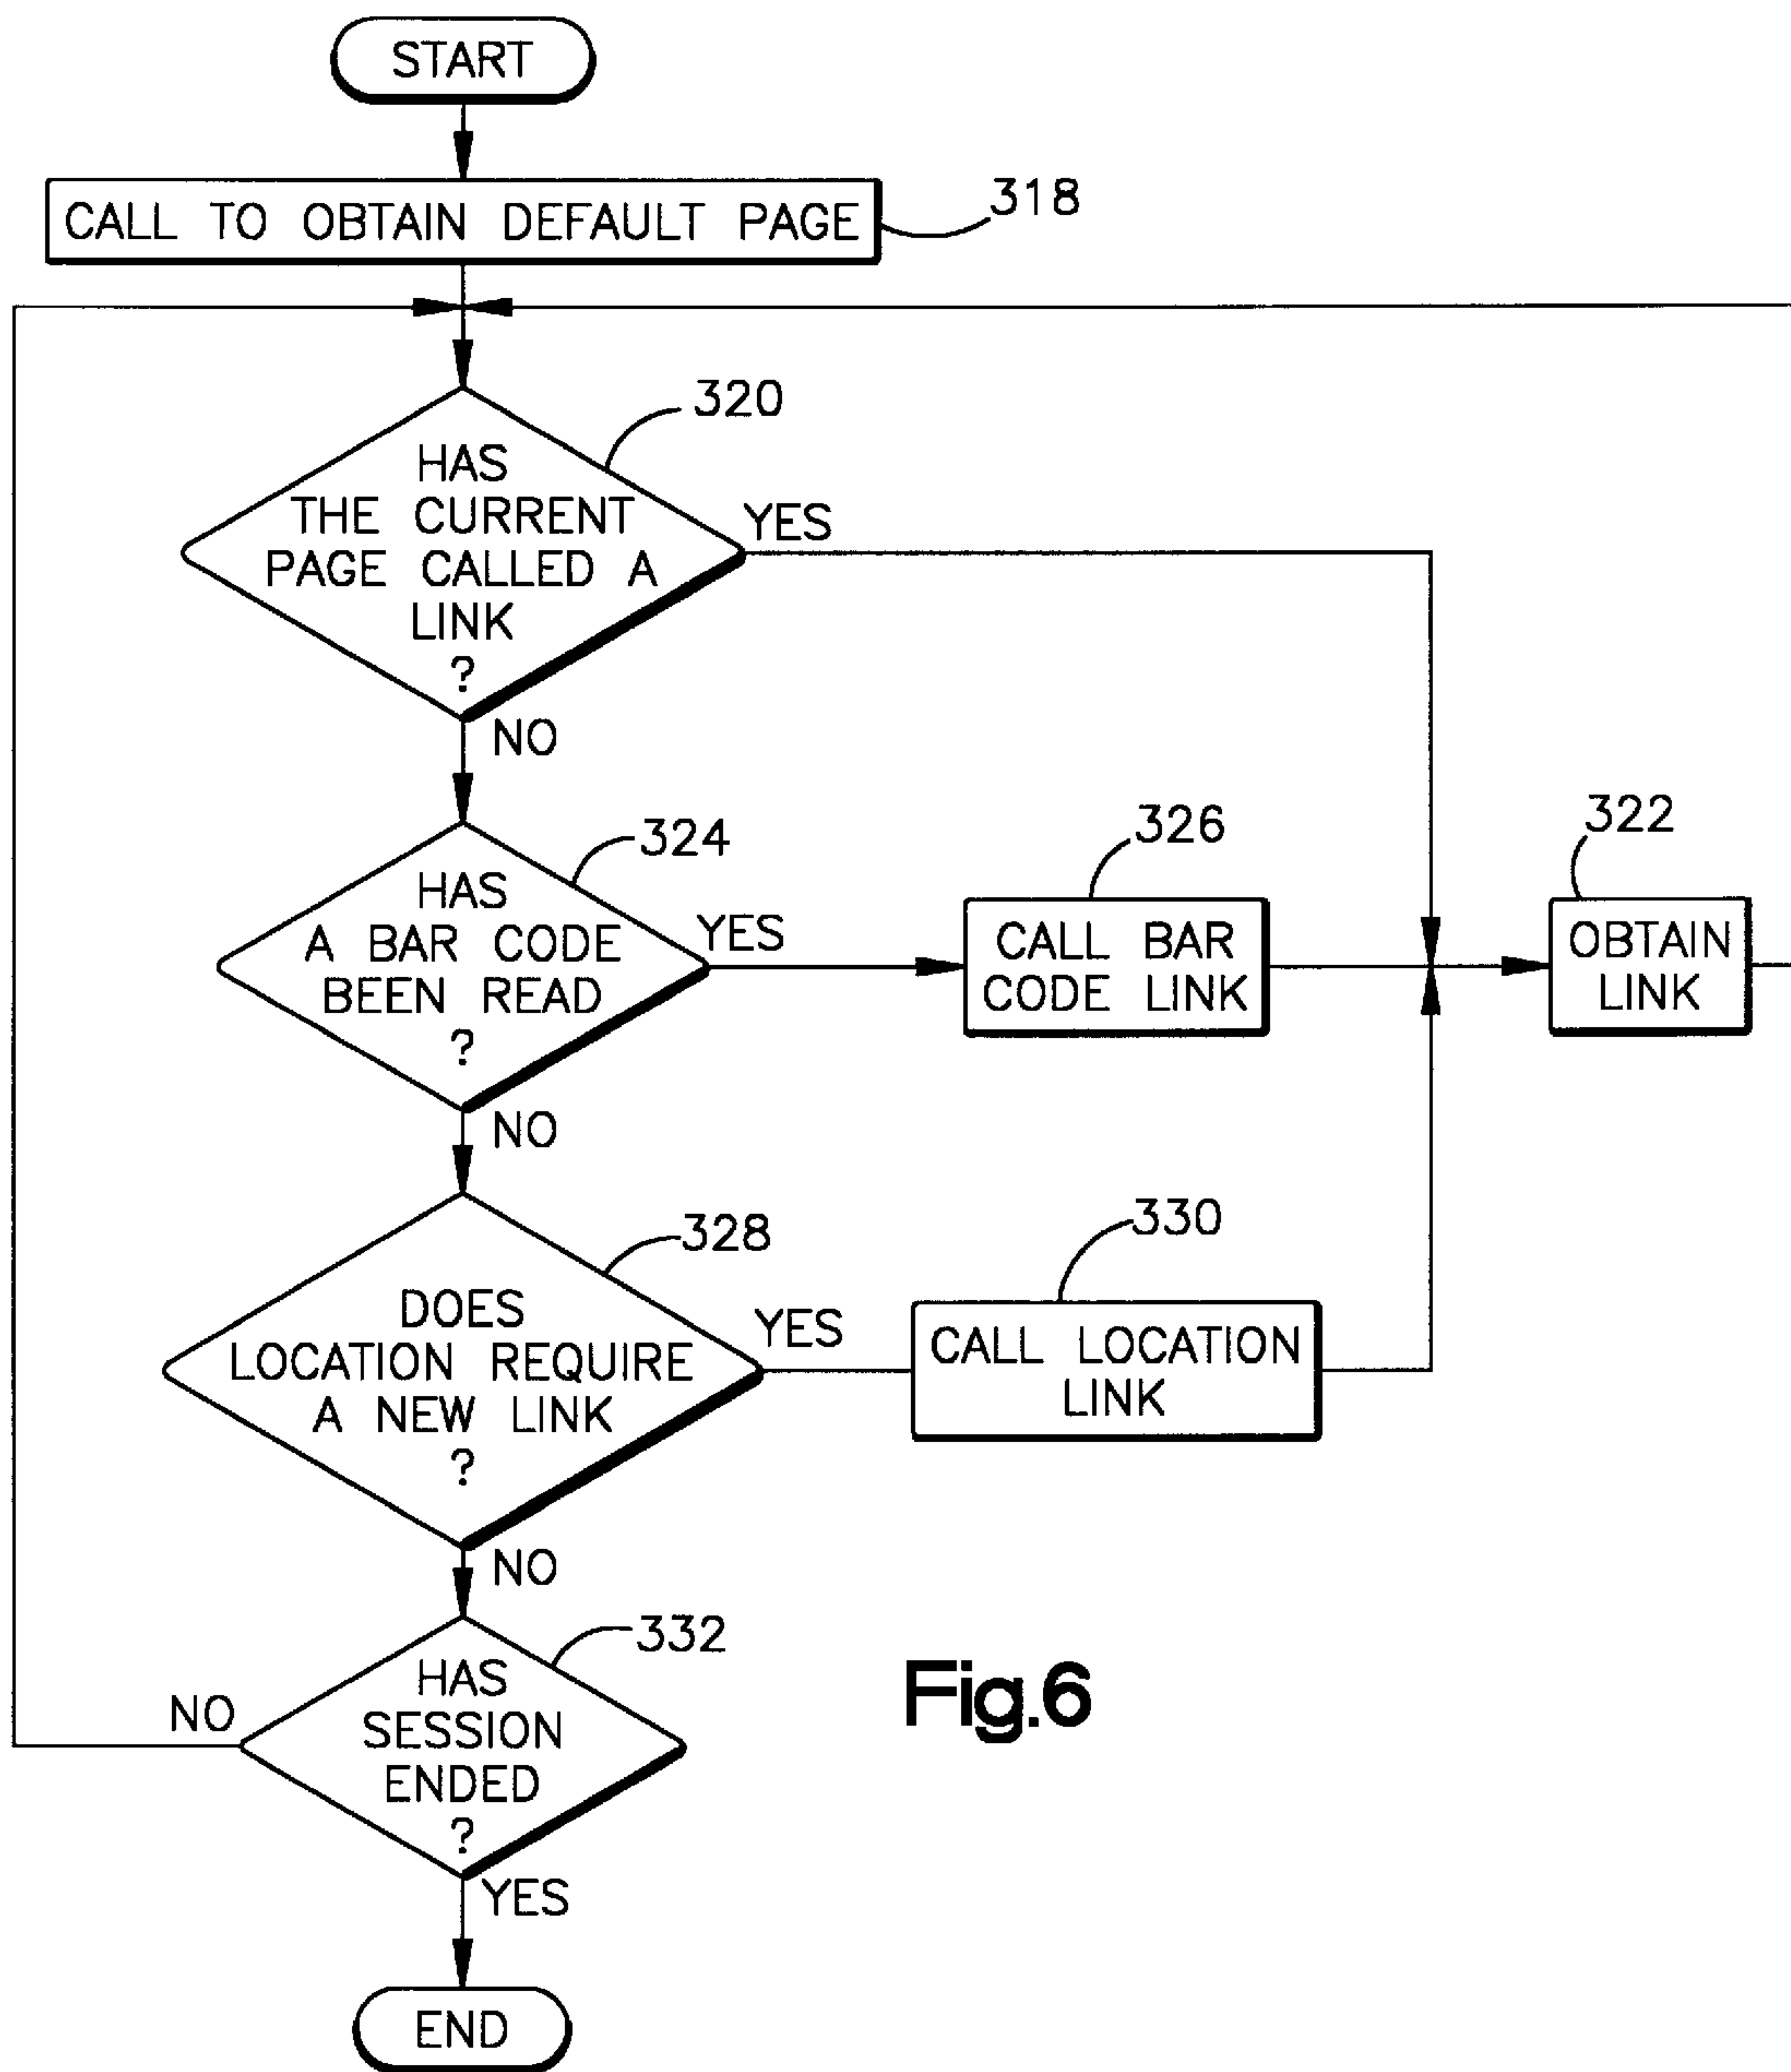 START
CALL TO OBTAIN DEFAULT PAGE
318
320
HAS
THE CURRENT
PAGE CALLED A
LINK
?
YES
NO
324
HAS
A BAR CODE
BEEN READ
?
YES
NO
326
CALL BAR
CODE LINK
322
OBTAIN
LINK
328
DOES
LOCATION REQUIRE
A NEW LINK
?
YES
NO
330
CALL LOCATION
LINK
332
HAS
SESSION
ENDED
?
NO
YES
END
Fig.6